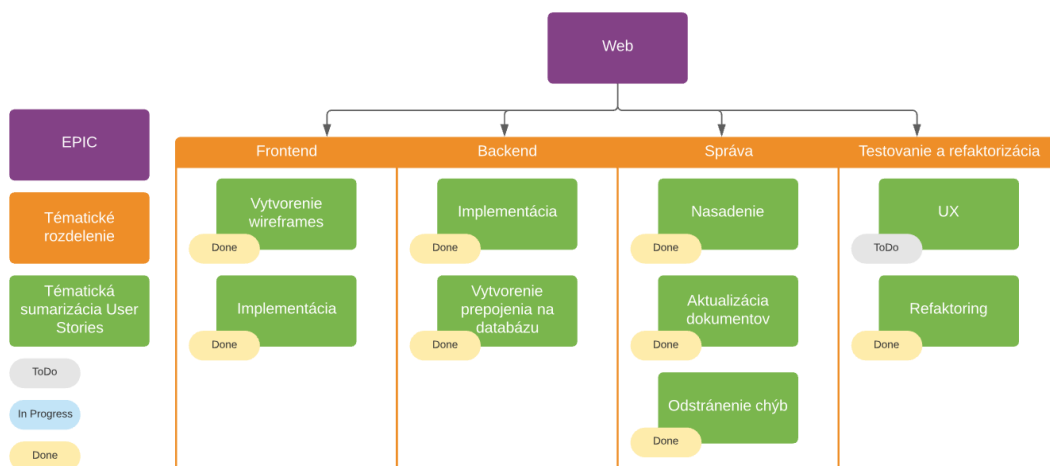 Web
EPIC
Tématické
rozdelenie
Tématická
sumarizácia User
Stories
ToDo
In Progress
Done
Frontend
Vytvorenie
wireframes
Done
Implementácia
Done
Backend
Implementácia
Done
Vytvorenie
prepojenia na
databázu
Done
Správa
Nasadenie
Done
Aktualizácia
dokumentov
Done
Odstránenie chýb
Done
Testovanie a refaktorizácia
UX
ToDo
Refaktoring
Done